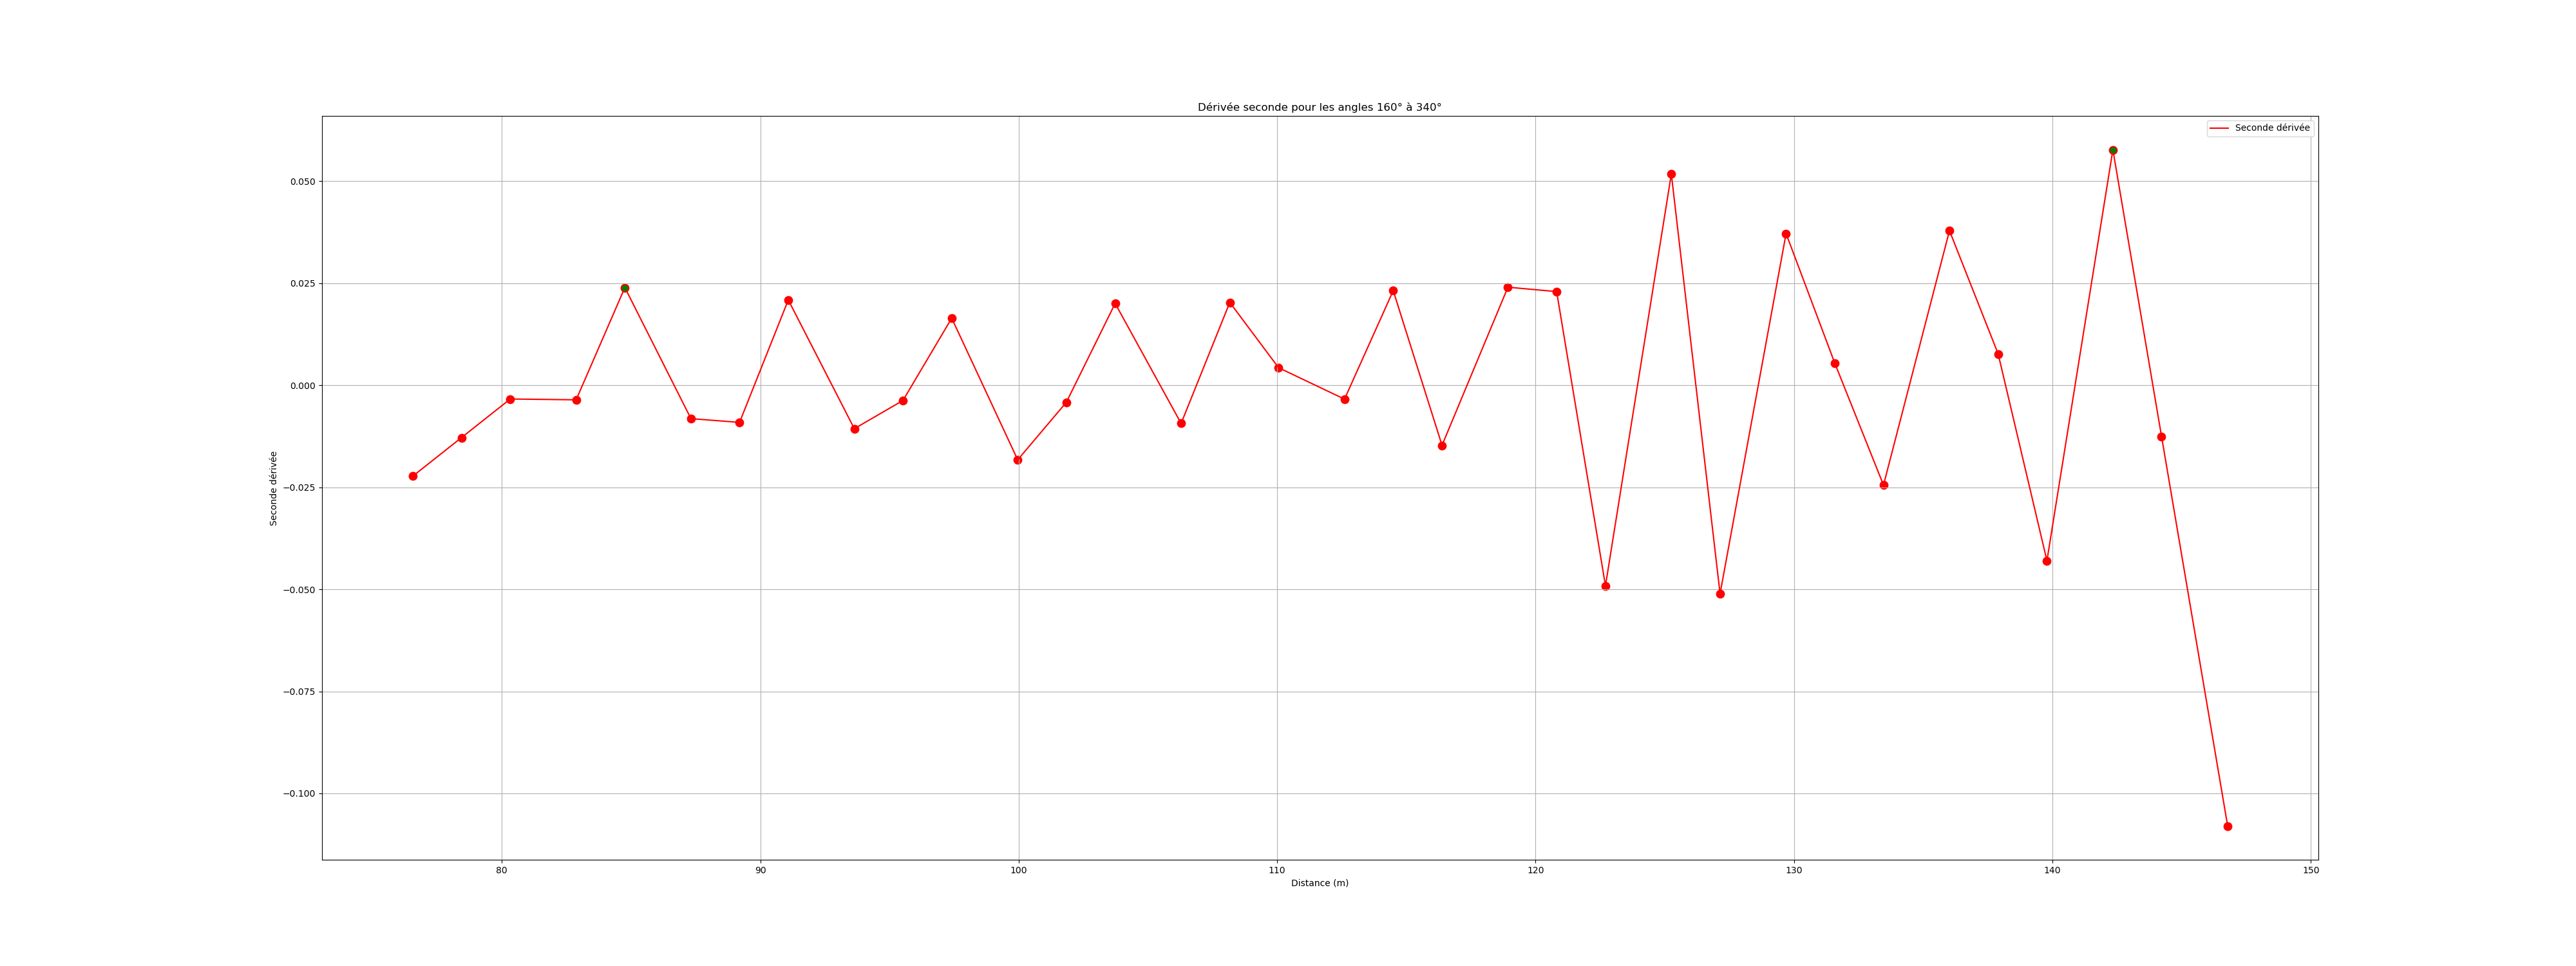 Dérivée seconde pour les angles 160° à 340°
Seconde dérivée
0.050
0.025
0.000
−0.025
−0.050
−0.075
−0.100
Seconde dérivée
80 90 100 110 120 130 140 150
Distance (m)